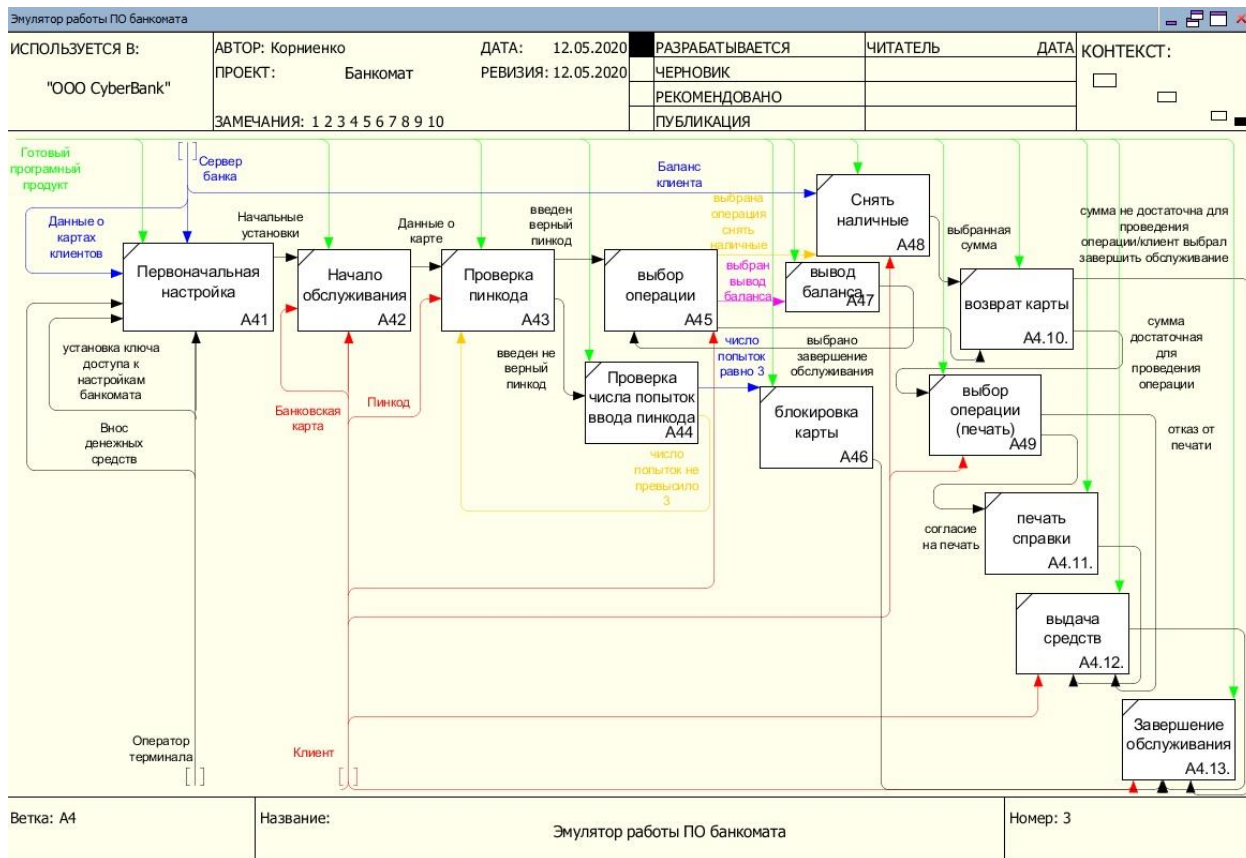 Эмулятор работы ПО банкомата
ИСПОЛЬЗУЕТСЯ В:
"ООО CyberBank"
АВТОР: Корниенко
ДАТА: 12.05.2020
ПРОЕКТ: Банкомат
РЕВИЗИЯ: 12.05.2020
ЗАМЕЧАНИЯ: 1 2 3 4 5 6 7 8 9 10
РАЗРАБАТЫВАЕТСЯ
ЧЕРНОВИК
РЕКОМЕНДОВАНО
ПУБЛИКАЦИЯ
ЧИТАТЕЛЬ
ДАТА
КОНТЕКСТ:
Готовый
програмный
продукт
Сервер
банка
Данные о
картах
клиентов
Баланс
клиента
Начальные
установки
Данные о
карте
введен
верный
пинкод
выбрана
операция
снять
наличные
Снять
наличные
A48
выбранная
сумма
сумма не достаточна для
проведения
операции/клиент выбрал
завершить обслуживание
Первоначальная
настройка
A41
Начало
обслуживания
A42
Проверка
пинкода
A43
выбор
операции
A45
выбран
вывод
баланса
вывод
баланса
A47
возврат карты
A4.10.
установка ключа
доступа к
настройкам
банкомата
Внос
денежных
средств
Банковская
карта
Пинкод
введен не
верный
пинкод
Проверка
числа попыток
ввода пинкода
A44
число
попыток
равно 3
выбрано
завершение
обслуживания
блокировка
карты
A46
число
попыток не
превысило
3
сумма
достаточная
для
проведения
операции
выбор
операции
(печать)
A49
отказ от
печати
согласие
на печать
печать
справки
A4.11.
выдача
средств
A4.12.
Завершение
обслуживания
A4.13.
Оператор
терминала
Клиент
Ветка: A4
Название:
Эмулятор работы ПО банкомата
Номер: 3